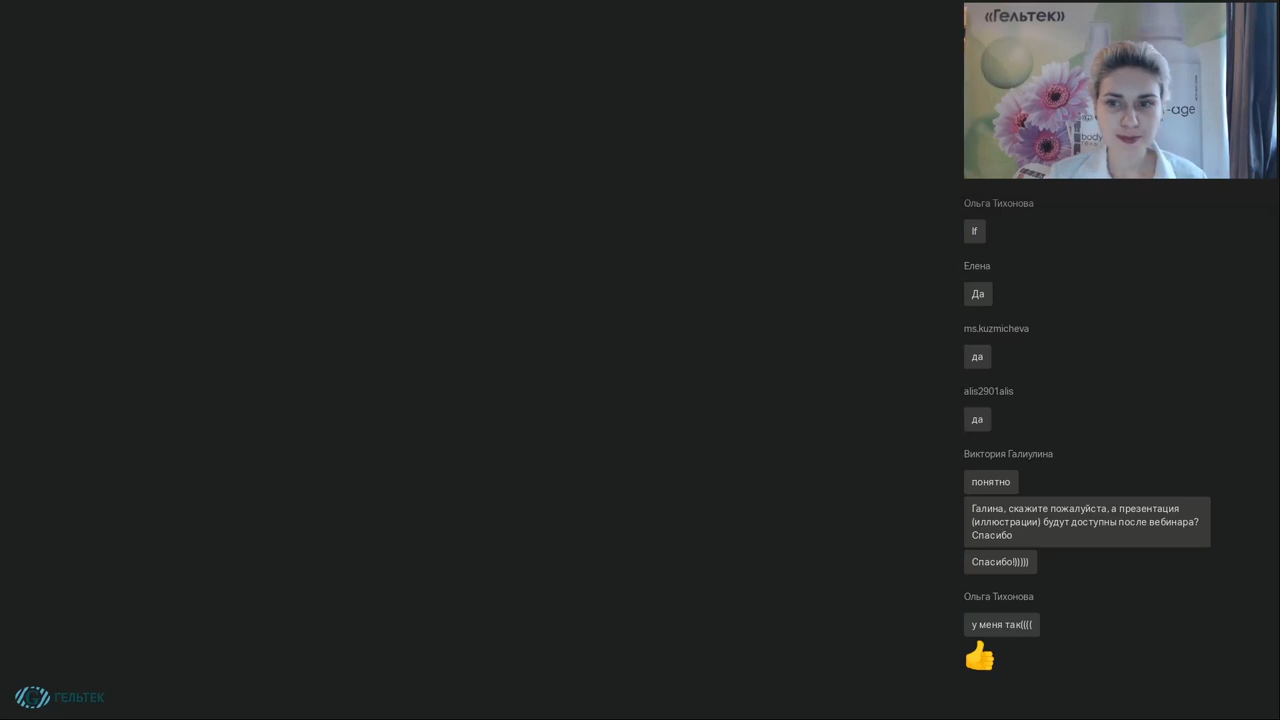 «Гельтек»
-age
body
Ольга Тихонова
If
Елена
Да
ms.kuzmicheva
да
alis2901alis
да
Виктория Галиулина
понятно
Галина, скажите пожалуйста, а презентация
(иллюстрации) будут доступны после вебинара?
Спасибо
Спасибо!)))))
Ольга Тихонова
у меня так((((
ГЕЛЬТЕК